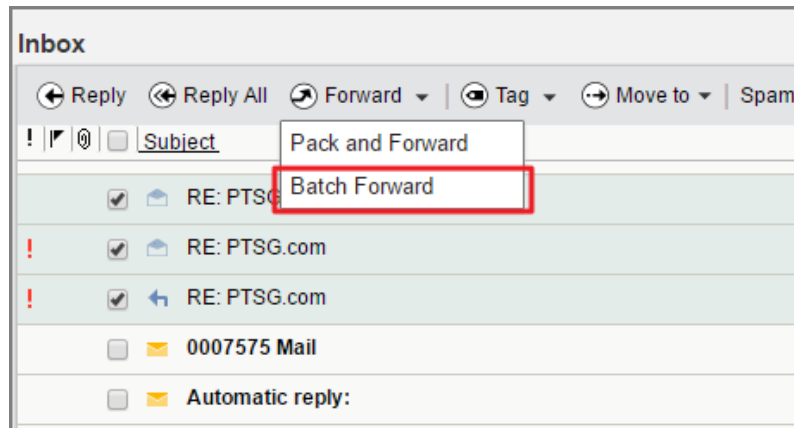 Inbox
Reply Reply All Forward | Tag Move to | Spam
! Subject
Pack and Forward
Batch Forward
RE: PTSG
! RE: PTSG.com
! RE: PTSG.com
0007575 Mail
Automatic reply: